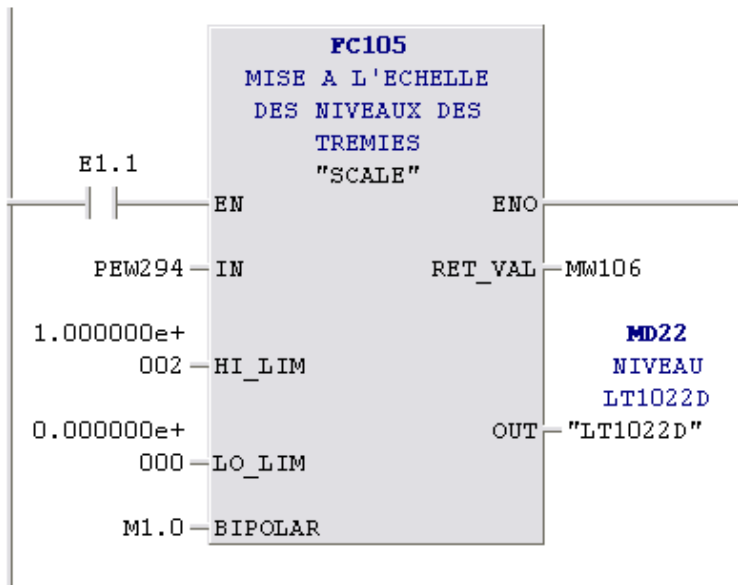 FC105
MISE A L'ECHELLE
DES NIVEAUX DES
TREMIES
"SCALE"
E1.1
EN
ENO
PEW294
IN
RET_VAL
MW106
1.000000e+
002
HI_LIM
MD22
NIVEAU
LT1022D
0.000000e+
000
LO_LIM
OUT
"LT1022D"
M1.0
BIPOLAR